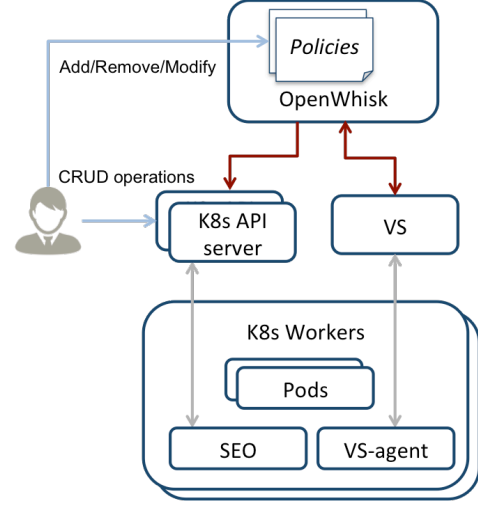 Policies
Add/Remove/Modify
OpenWhisk
CRUD operations
K8s API
server
VS
K8s Workers
Pods
SEO
VS-agent